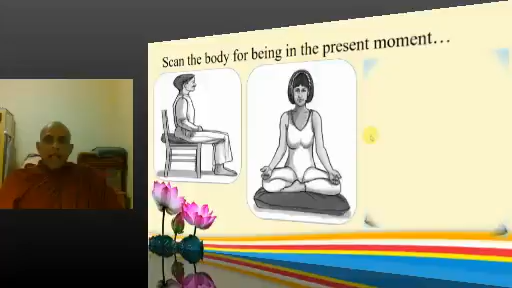 Scan the body for being in the present moment…